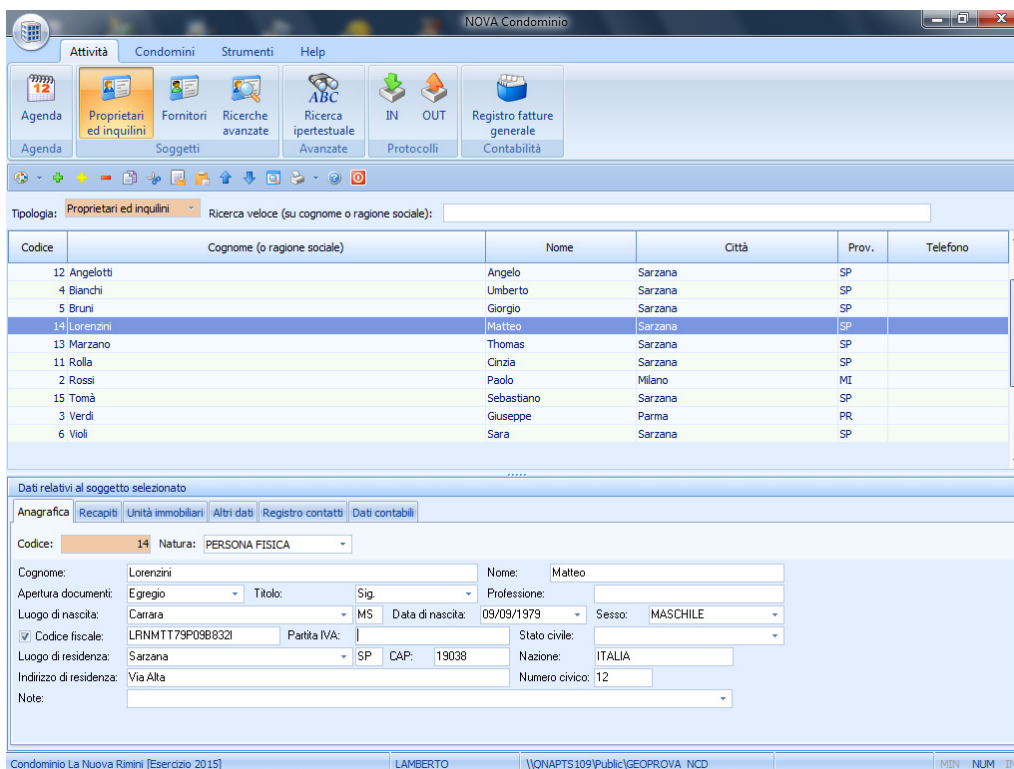 NOVA Condominio
Attività Condomini Strumenti Help
12 ABC
Agenda Proprietari ed inquilini Fornitori Ricerche avanzate Ricerca ipertestuale IN OUT Registro fatture generale
Agenda Soggetti Avanzate Protocolli Contabilità
Tipologia: Proprietari ed inquilini Ricerca veloce (su cognome o ragione sociale):
Codice Cognome (o ragione sociale) Nome Città Prov. Telefono
12 Angelotti Angelo Sarzana SP
4 Bianchi Umberto Sarzana SP
5 Bruni Giorgio Sarzana SP
14 Lorenzini Matteo Sarzana SP
13 Marzano Thomas Sarzana SP
11 Rolla Cinzia Sarzana SP
2 Rossi Paolo Milano MI
15 Tomà Sebastiano Sarzana SP
3 Verdi Giuseppe Parma PR
6 Violi Sara Sarzana SP
Dati relativi al soggetto selezionato
Anagrafica Recapiti Unità immobiliari Altri dati Registro contatti Dati contabili
Codice: 14 Natura: PERSONA FISICA
Cognome: Lorenzini Nome: Matteo
Apertura documenti: Egregio Titolo: Sig. Professione:
Luogo di nascita: Carrara MS Data di nascita: 09/09/1979 Sesso: MASCHILE
Codice fiscale: LRNMTT79P09B832I Partita IVA: Stato civile:
Luogo di residenza: Sarzana SP CAP: 19038 Nazione: ITALIA
Indirizzo di residenza: Via Alta Numero civico: 12
Note:
Condominio La Nuova Rimini [Esercizio 2015] LAMBERTO \\QNAPTS109\Public\GEOPROVA_NCD MIN NUM IN